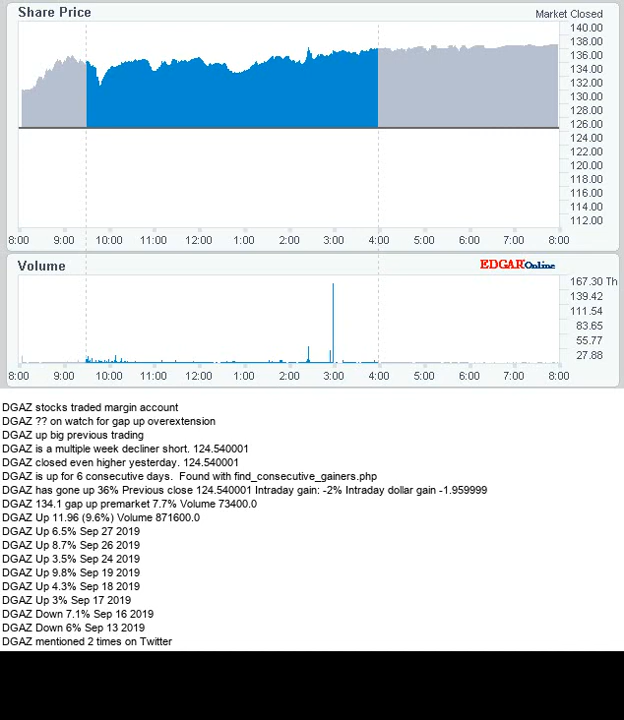 Share Price
Market Closed
140.00
138.00
136.00
134.00
132.00
130.00
128.00
126.00
124.00
122.00
120.00
118.00
116.00
114.00
112.00
8:00 9:00 10:00 11:00 12:00 1:00 2:00 3:00 4:00 5:00 6:00 7:00 8:00
Volume
EDGAR Online
167.30 Th
139.42
111.54
83.65
55.77
27.88
8:00 9:00 10:00 11:00 12:00 1:00 2:00 3:00 4:00 5:00 6:00 7:00 8:00
DGAZ stocks traded margin account
DGAZ ?? on watch for gap up overextension
DGAZ up big previous trading
DGAZ is a multiple week decliner short. 124.540001
DGAZ closed even higher yesterday. 124.540001
DGAZ is up for 6 consecutive days.  Found with find_consecutive_gainers.php
DGAZ has gone up 36% Previous close 124.540001 Intraday gain: -2% Intraday dollar gain -1.959999
DGAZ 134.1 gap up premarket 7.7% Volume 73400.0
DGAZ Up 11.96 (9.6%) Volume 871600.0
DGAZ Up 6.5% Sep 27 2019
DGAZ Up 8.7% Sep 26 2019
DGAZ Up 3.5% Sep 24 2019
DGAZ Up 9.8% Sep 19 2019
DGAZ Up 4.3% Sep 18 2019
DGAZ Up 3% Sep 17 2019
DGAZ Down 7.1% Sep 16 2019
DGAZ Down 6% Sep 13 2019
DGAZ mentioned 2 times on Twitter